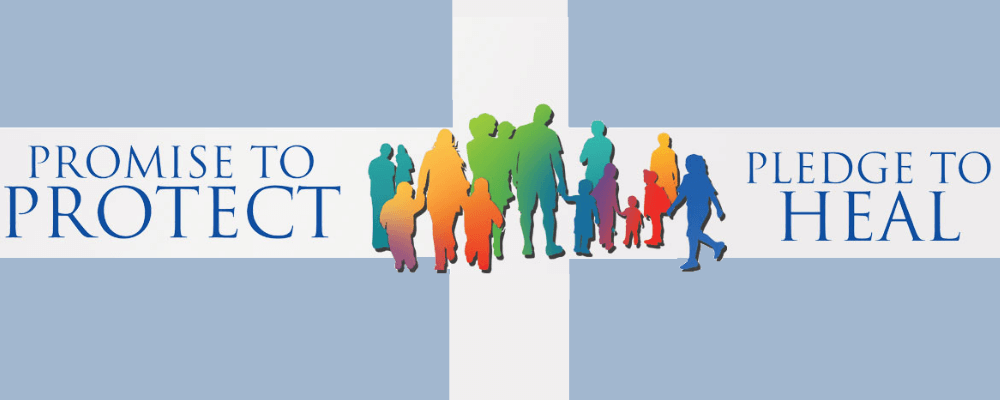 PROMISE TO
PROTECT
PLEDGE TO
HEAL